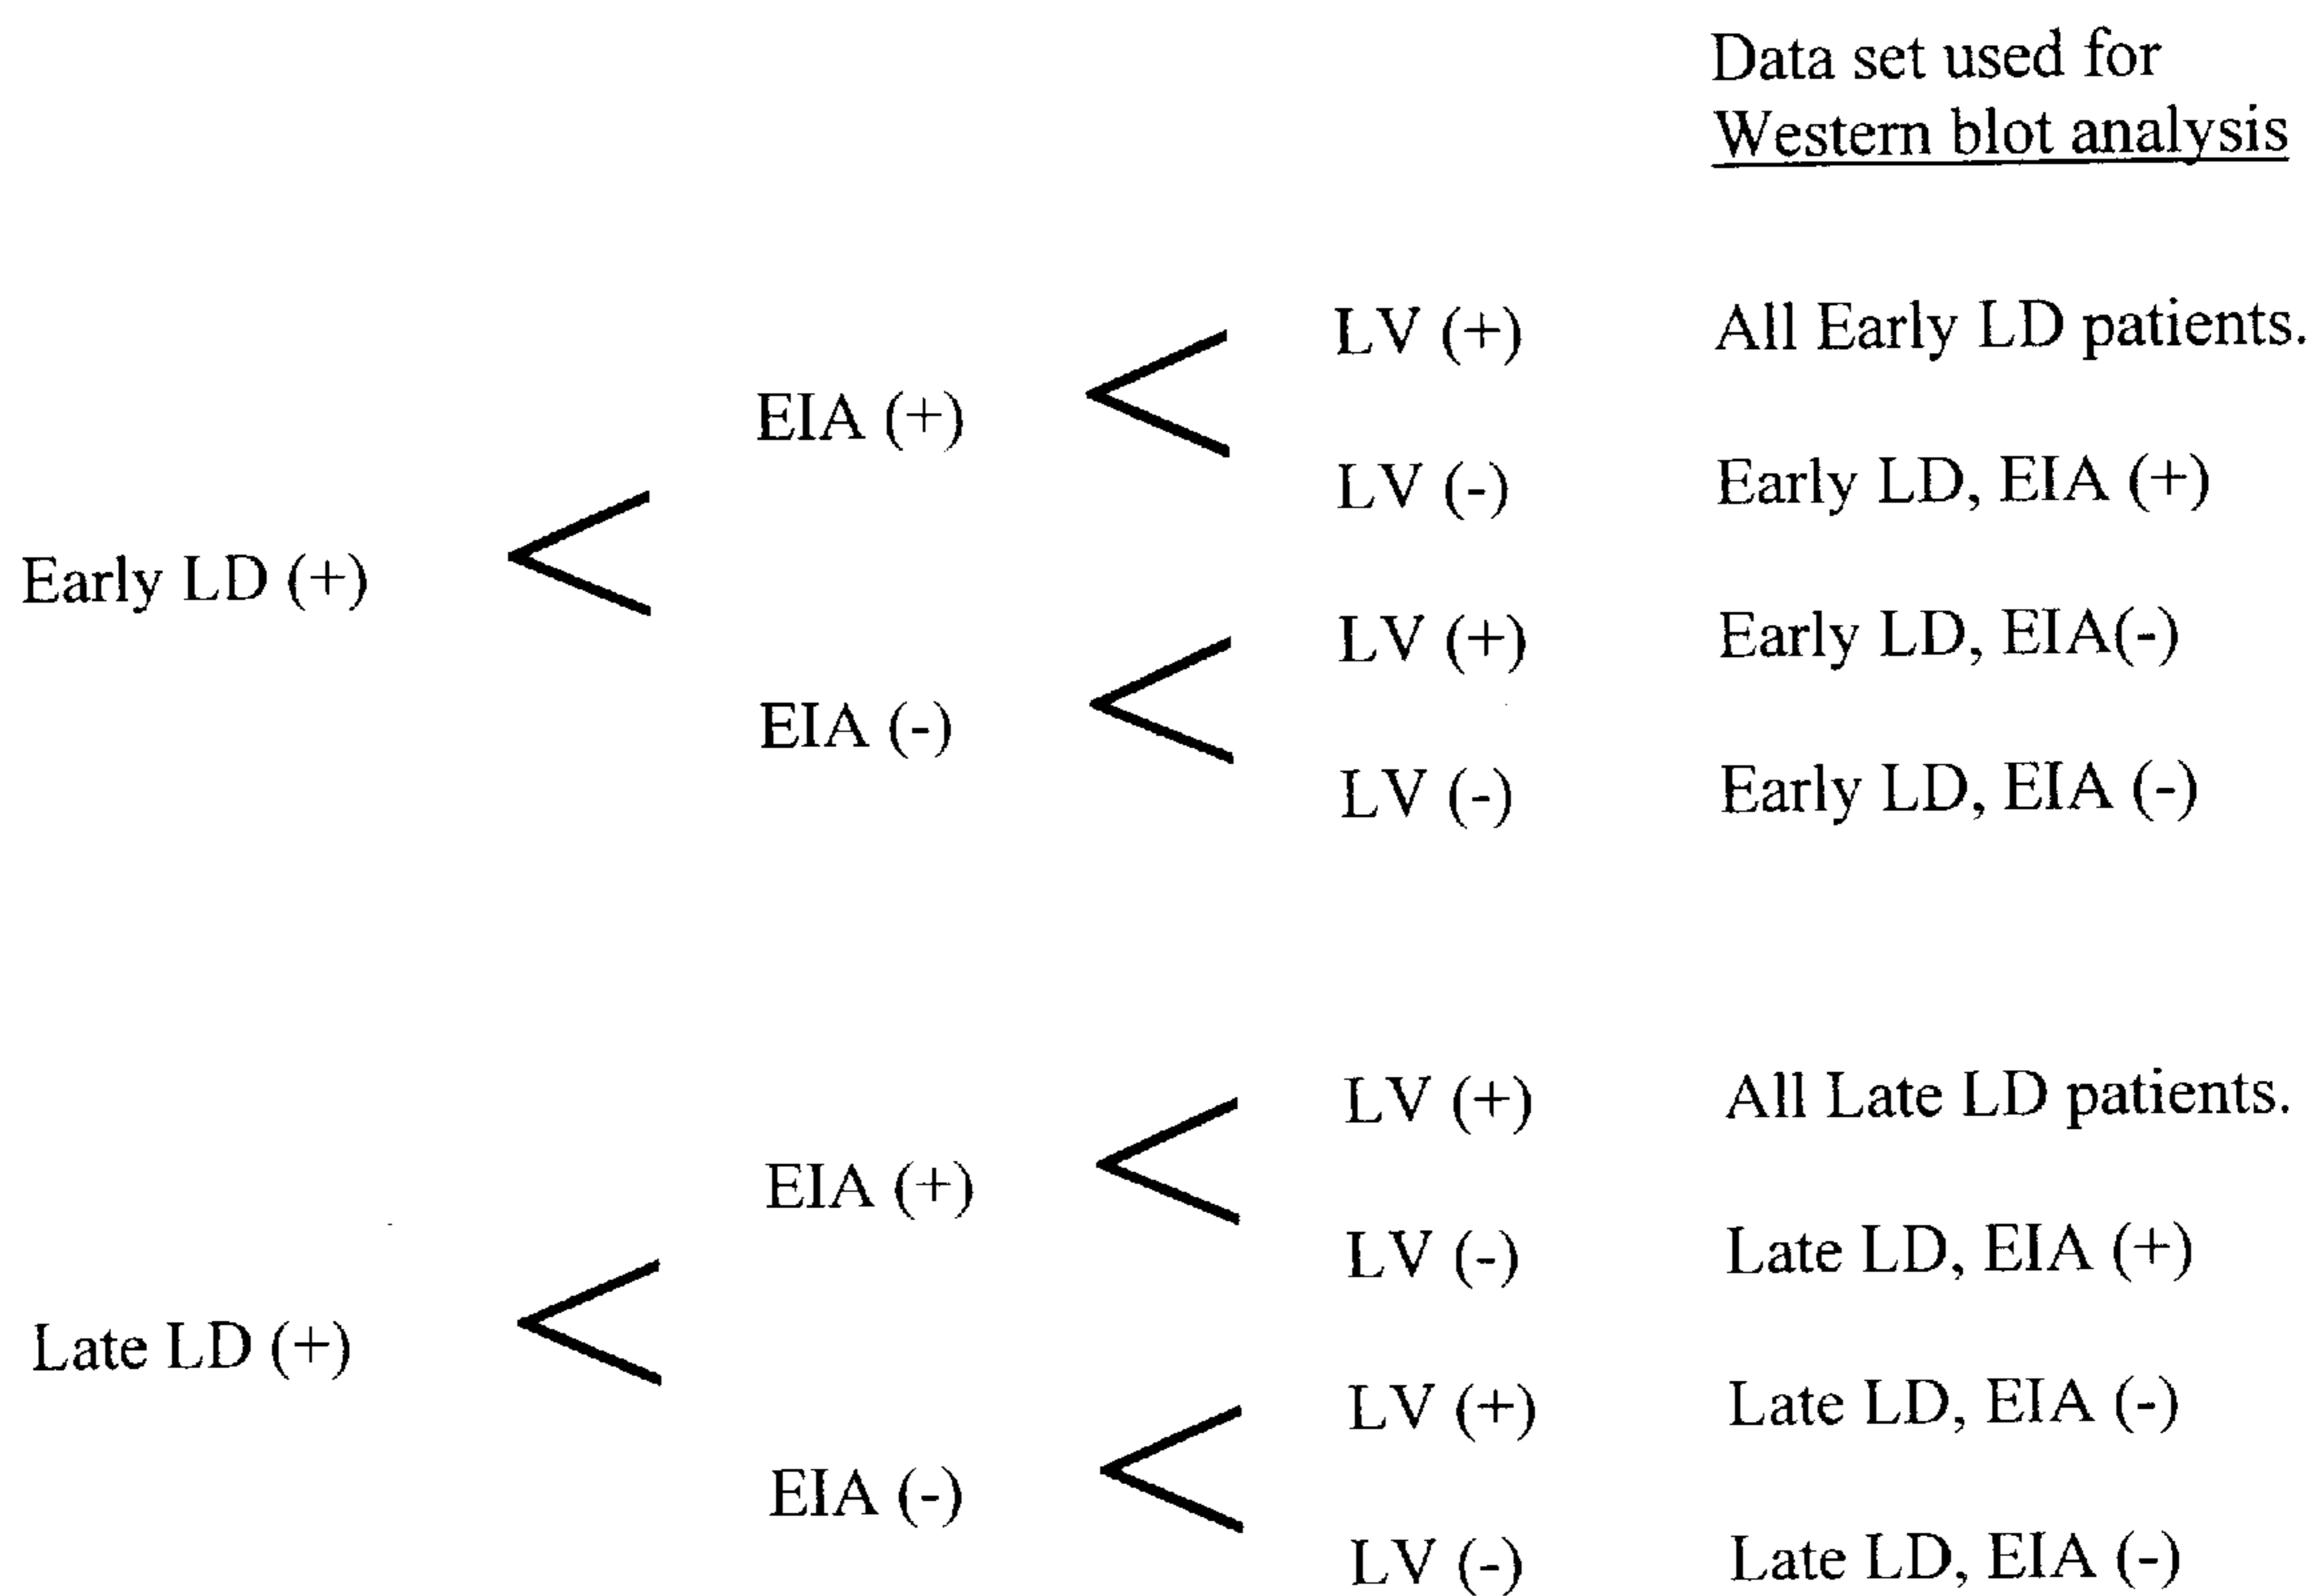 Data set used for
Western blot analysis
LV (+) All Early LD patients.
EIA (+)
LV (-) Early LD, EIA (+)
Early LD (+)
LV (+) Early LD, EIA(-)
EIA (-)
LV (-) Early LD, EIA (-)
LV (+) All Late LD patients.
EIA (+)
LV (-) Late LD, EIA (+)
Late LD (+)
LV (+) Late LD, EIA (-)
EIA (-)
LV (-) Late LD, EIA (-)